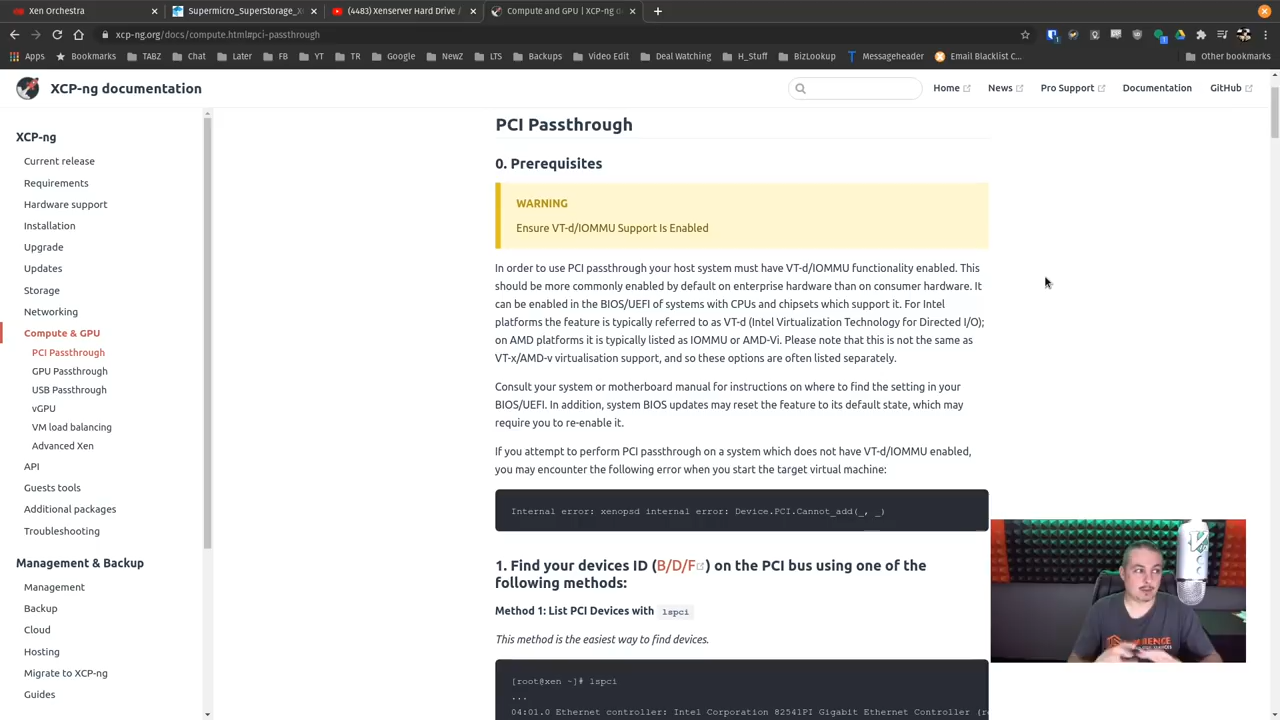 Xen Orchestra
Supermicro_SuperStorage_X
(4483) Xenserver Hard Drive /
Compute and GPU | XCP-ng d
xcp-ng.org/docs/compute.html#pci-passthrough
Apps
Bookmarks
TABZ
Chat
Later
FB
YT
TR
Google
NewZ
LTS
Backups
Video Edit
Deal Watching
H_Stuff
BizLookup
Messageheader
Email Blacklist C...
Other bookmarks
XCP-ng documentation
Home
News
Pro Support
Documentation
GitHub
XCP-ng
Current release
Requirements
Hardware support
Installation
Upgrade
Updates
Storage
Networking
Compute & GPU
PCI Passthrough
GPU Passthrough
USB Passthrough
vGPU
VM load balancing
Advanced Xen
API
Guests tools
Additional packages
Troubleshooting
Management & Backup
Management
Backup
Cloud
Hosting
Migrate to XCP-ng
Guides
PCI Passthrough
0. Prerequisites
WARNING
Ensure VT-d/IOMMU Support Is Enabled
In order to use PCI passthrough your host system must have VT-d/IOMMU functionality enabled. This
should be more commonly enabled by default on enterprise hardware than on consumer hardware. It
can be enabled in the BIOS/UEFI of systems with CPUs and chipsets which support it. For Intel
platforms the feature is typically referred to as VT-d (Intel Virtualization Technology for Directed I/O);
on AMD platforms it is typically listed as IOMMU or AMD-Vi. Please note that this is not the same as
VT-x/AMD-v virtualisation support, and so these options are often listed separately.
Consult your system or motherboard manual for instructions on where to find the setting in your
BIOS/UEFI. In addition, system BIOS updates may reset the feature to its default state, which may
require you to re-enable it.
If you attempt to perform PCI passthrough on a system which does not have VT-d/IOMMU enabled,
you may encounter the following error when you start the target virtual machine:
Internal error: xenopsd internal error: Device.PCI.Cannot_add(_, _)
1. Find your devices ID (B/D/F) on the PCI bus using one of the
following methods:
Method 1: List PCI Devices with lspci
This method is the easiest way to find devices.
[root@xen ~]# lspci
...
04:01.0 Ethernet controller: Intel Corporation 82541PI Gigabit Ethernet Controller (re